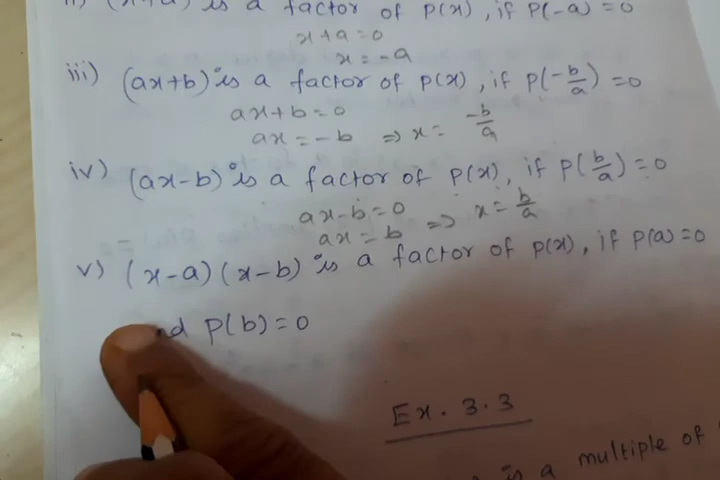 ii) (x+a) is a factor of P(x), if P(-a) = 0
x+a=0
x=-a
iii) (ax+b) is a factor of P(x), if P(-b/a) = 0
ax+b=0
ax=-b ⇒ x= -b/a
iv) (ax-b) is a factor of P(x), if P(b/a) = 0
ax-b=0
ax=b ⇒ x= b/a
v) (x-a)(x-b) is a factor of P(x), if P(a)=0
P(b)=0
Ex. 3.3
is a multiple of